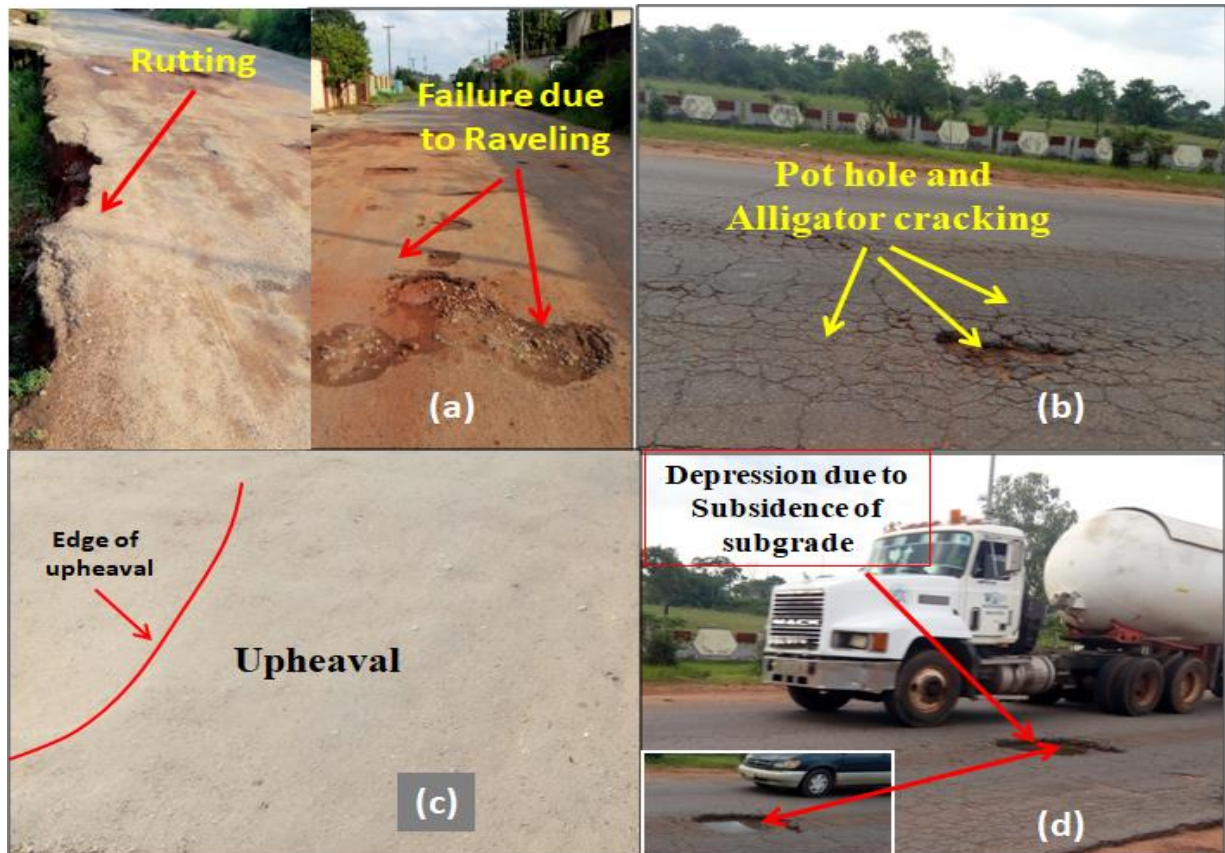 Rutting
Failure due
to Raveling
(a)
Pot hole and
Alligator cracking
(b)
Edge of
upheaval
Upheaval
(c)
Depression due to
Subsidence of
subgrade
MACK
(d)